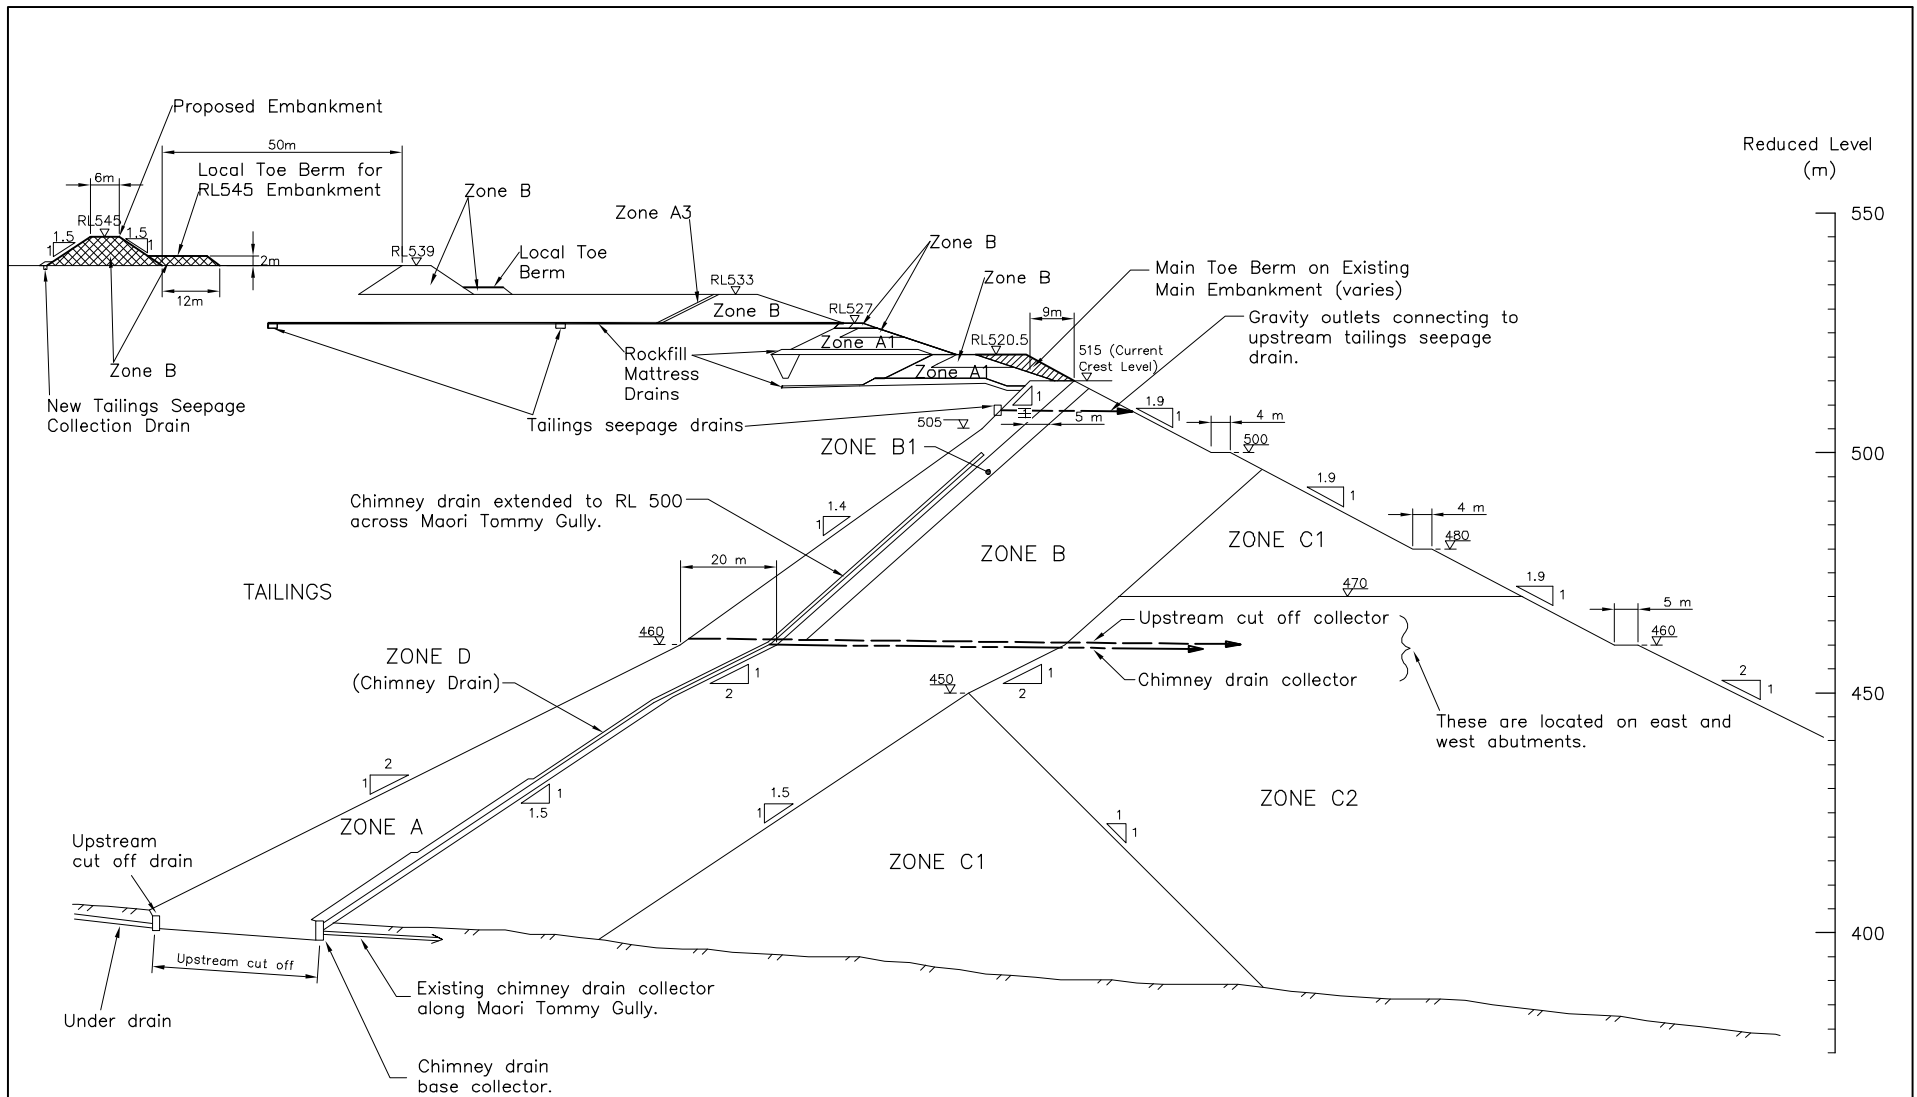 Proposed Embankment
50m
Local Toe Berm for
RL545 Embankment
6m
RL545
1.5
1
1.5
1
2m
12m
Zone B
New Tailings Seepage
Collection Drain
RL539
Zone B
Local Toe
Berm
Zone A3
RL533
Zone B
RL527
Zone B
Zone B
Zone A1
RL520.5
Zone A1
9m
Rockfill
Mattress
Drains
Tailings seepage drains
Main Toe Berm on Existing
Main Embankment (varies)
Gravity outlets connecting to
upstream tailings seepage
drain.
515 (Current
Crest Level)
1
505
5 m
1.9
1
4 m
500
ZONE B1
Chimney drain extended to RL 500
across Maori Tommy Gully.
1.4
1
1.9
1
4 m
480
ZONE B
ZONE C1
20 m
TAILINGS
470
1.9
1
5 m
460
460
Upstream cut off collector
Chimney drain collector
ZONE D
(Chimney Drain)
1
2
450
1
2
2
1
These are located on east and
west abutments.
2
1
1
1.5
1.5
1
1
1
ZONE A
ZONE C1
ZONE C2
Upstream
cut off drain
Upstream cut off
Under drain
Existing chimney drain collector
along Maori Tommy Gully.
Chimney drain
base collector.
Reduced Level
(m)
550
500
450
400